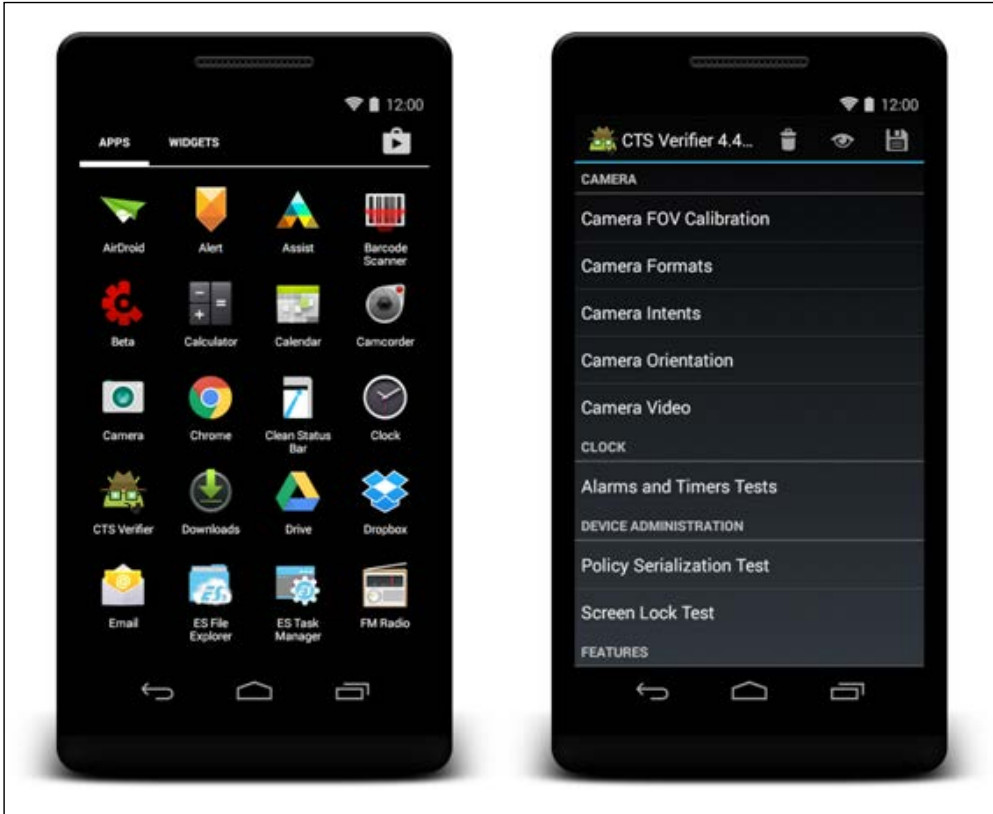 12:00
APPS WIDGETS
AirDroid Alert Assist Barcode
Scanner
Beta Calculator Calendar Camcorder
Camera Chrome Clean Status Clock
Bar
CTS Verifier Downloads Drive Dropbox
Email ES File ES Task FM Radio
Explorer Manager
12:00
CTS Verifier 4.4...
CAMERA
Camera FOV Calibration
Camera Formats
Camera Intents
Camera Orientation
Camera Video
CLOCK
Alarms and Timers Tests
DEVICE ADMINISTRATION
Policy Serialization Test
Screen Lock Test
FEATURES